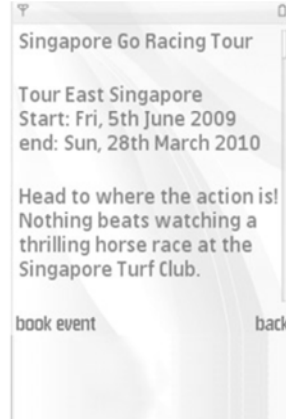 Singapore Go Racing Tour
Tour East Singapore
Start: Fri, 5th June 2009
end: Sun, 28th March 2010
Head to where the action is!
Nothing beats watching a
thrilling horse race at the
Singapore Turf Club.
book event back